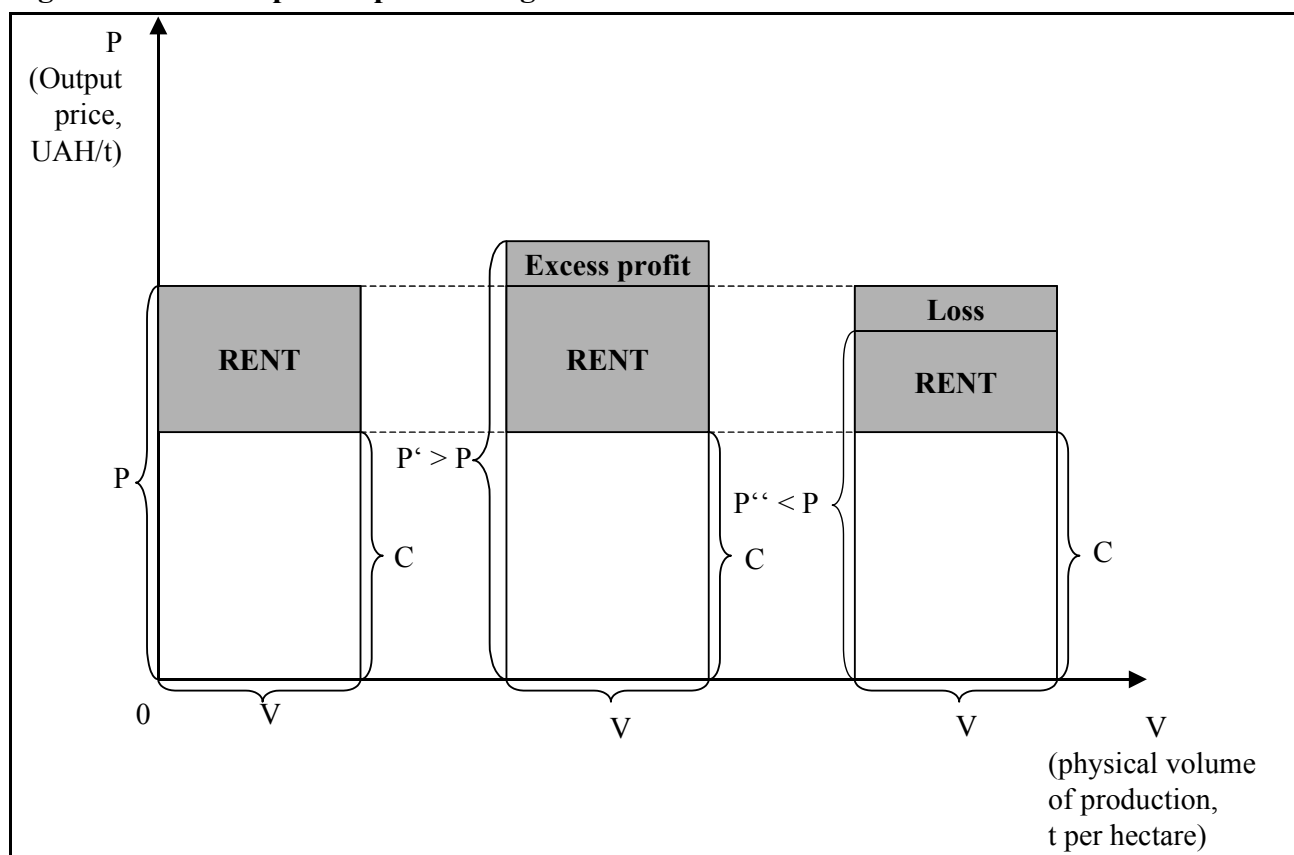 P
(Output
price,
UAH/t)
Excess profit
RENT
RENT
Loss
RENT
P‘ > P
P
P‘‘ < P
C
C
C
0
V
V
V
V
(physical volume
of production,
t per hectare)